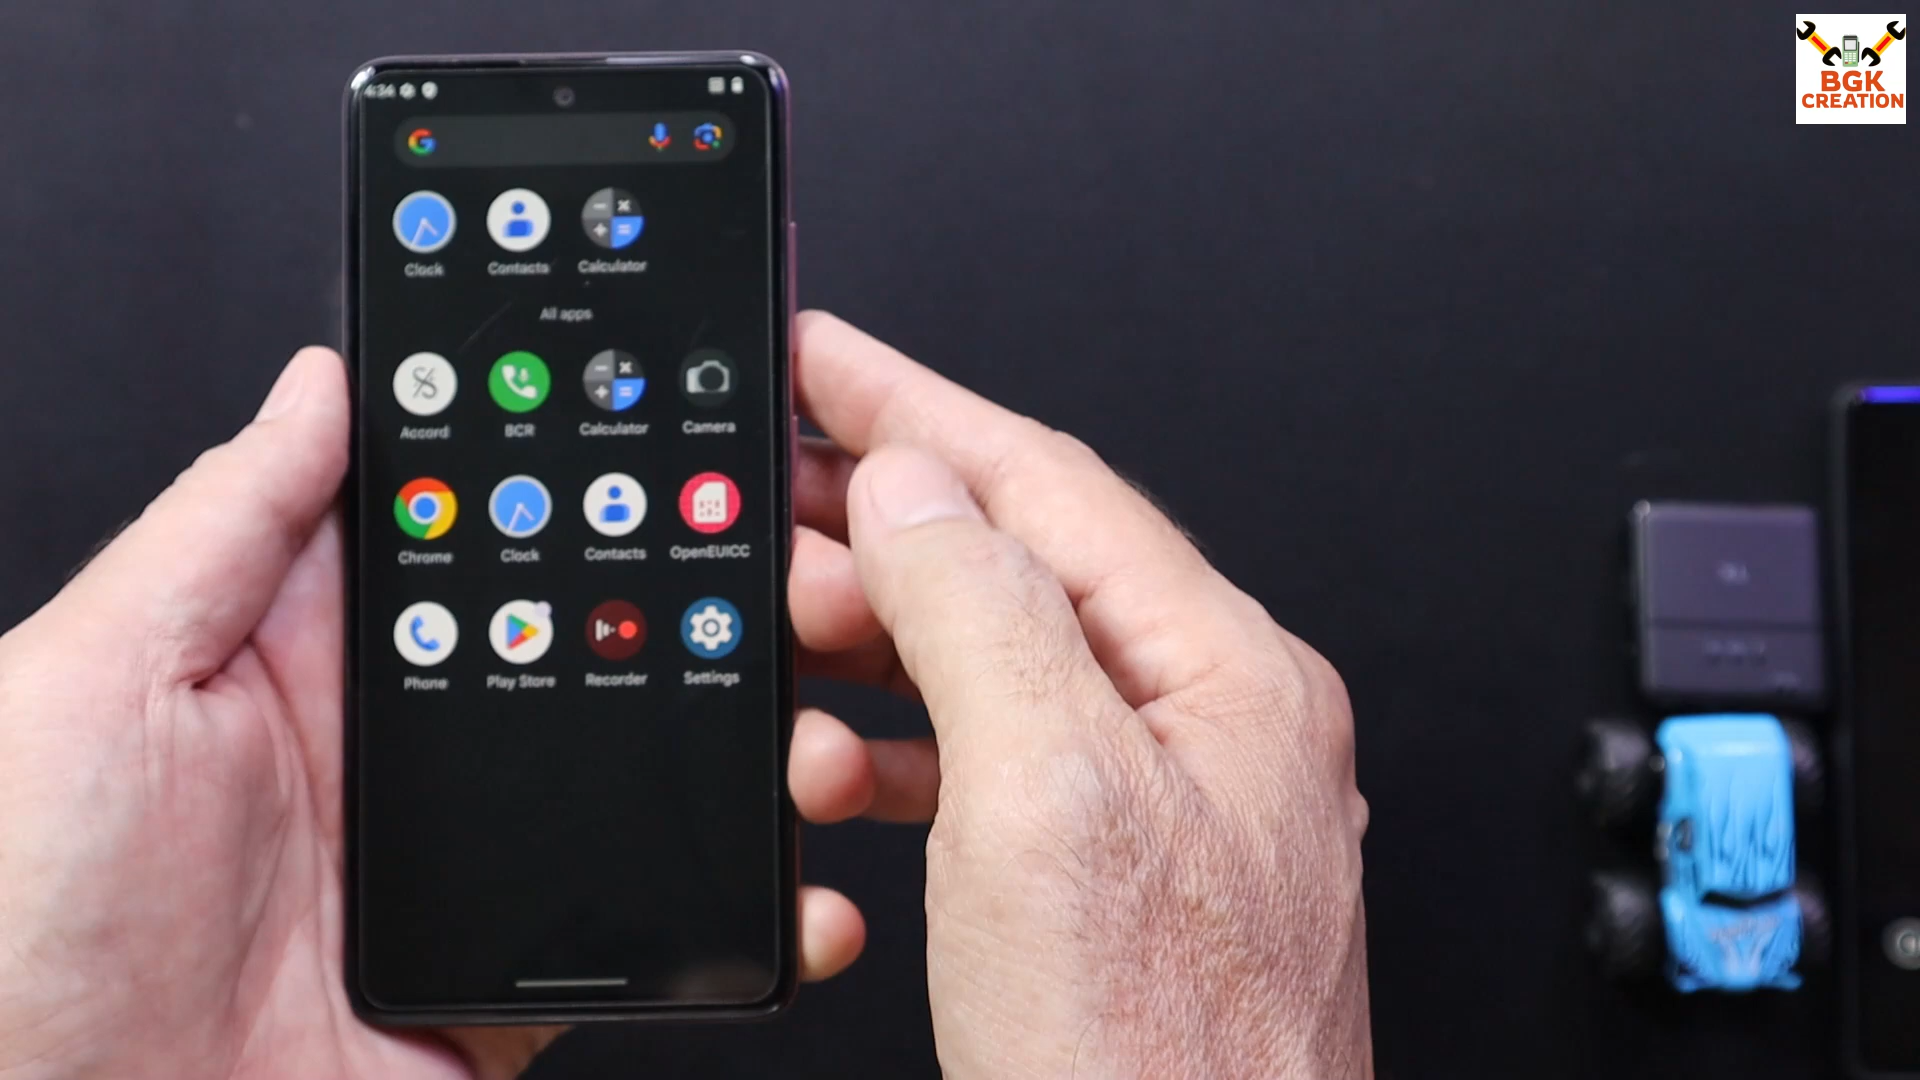 BGK
CREATION
4:34
Clock
Contacts
Calculator
All apps
Accord
BCR
Calculator
Camera
Chrome
Clock
Contacts
OpenEUICC
Phone
Play Store
Recorder
Settings